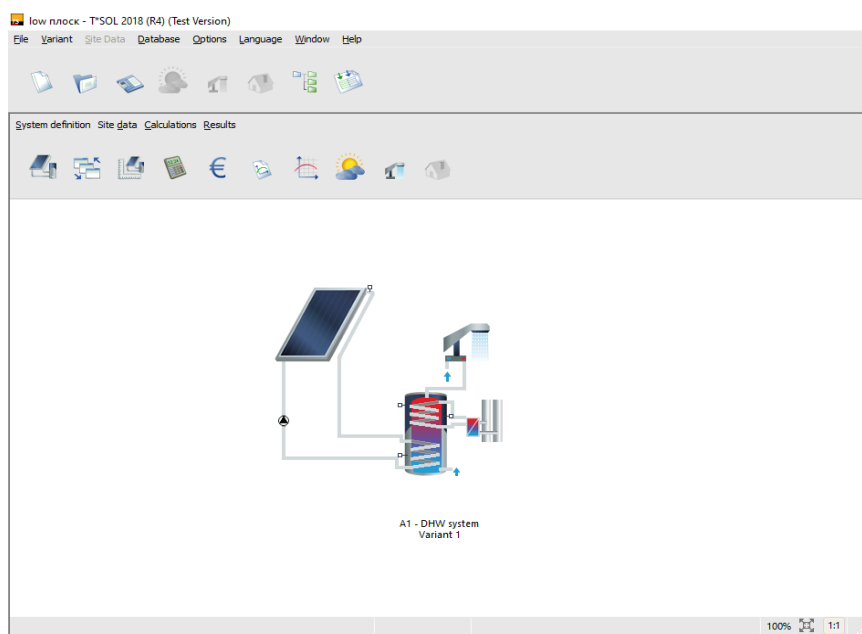 low плоск - T*SOL 2018 (R4) (Test Version)
File Variant Site Data Database Options Language Window Help
System definition Site data Calculations Results
A1 - DHW system
Variant 1
100% 1:1